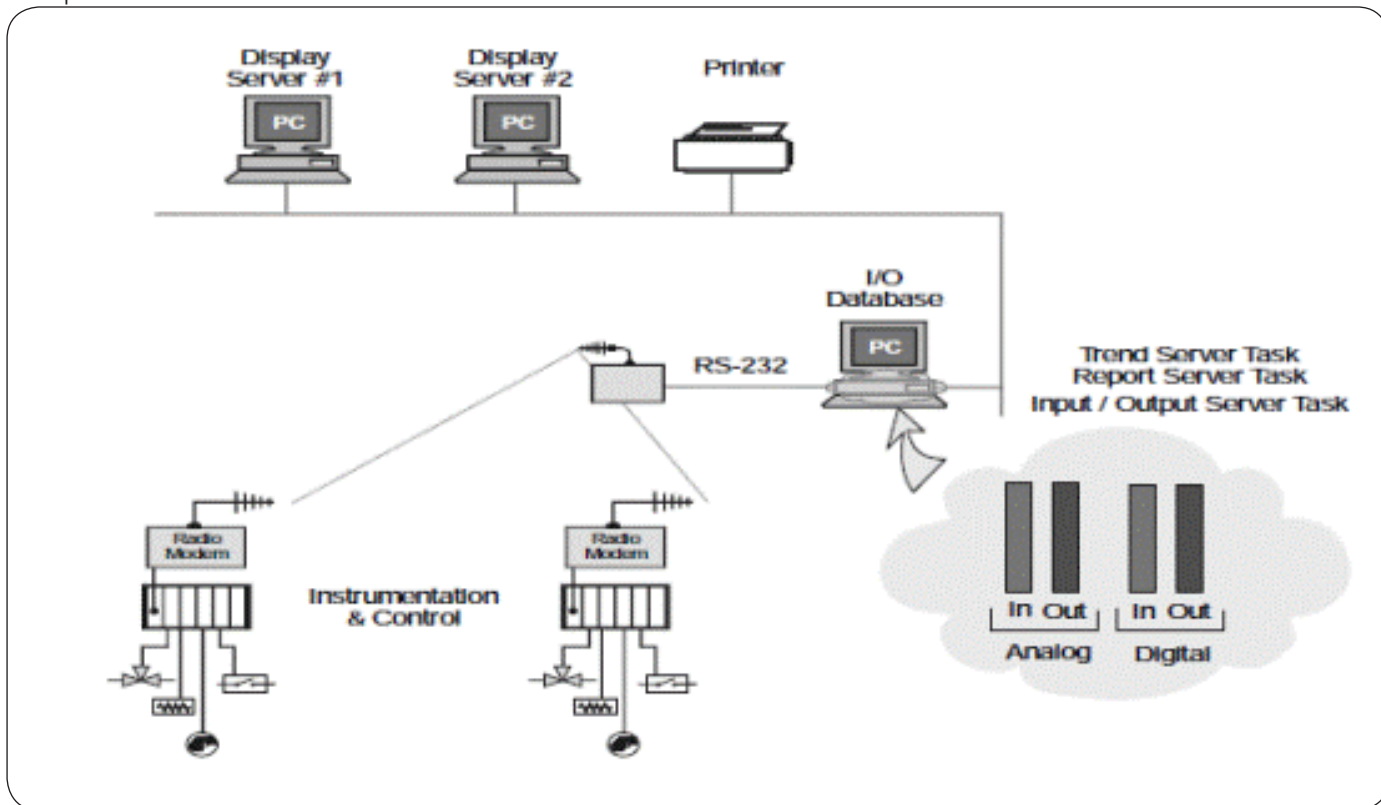 Display
Server #1
Display
Server #2
Printer
PC
PC
I/O
Database
PC
RS-232
Trend Server Task
Report Server Task
Input / Output Server Task
Radio
Modem
Radio
Modem
Instrumentation
& Control
In Out
In Out
Analog
Digital